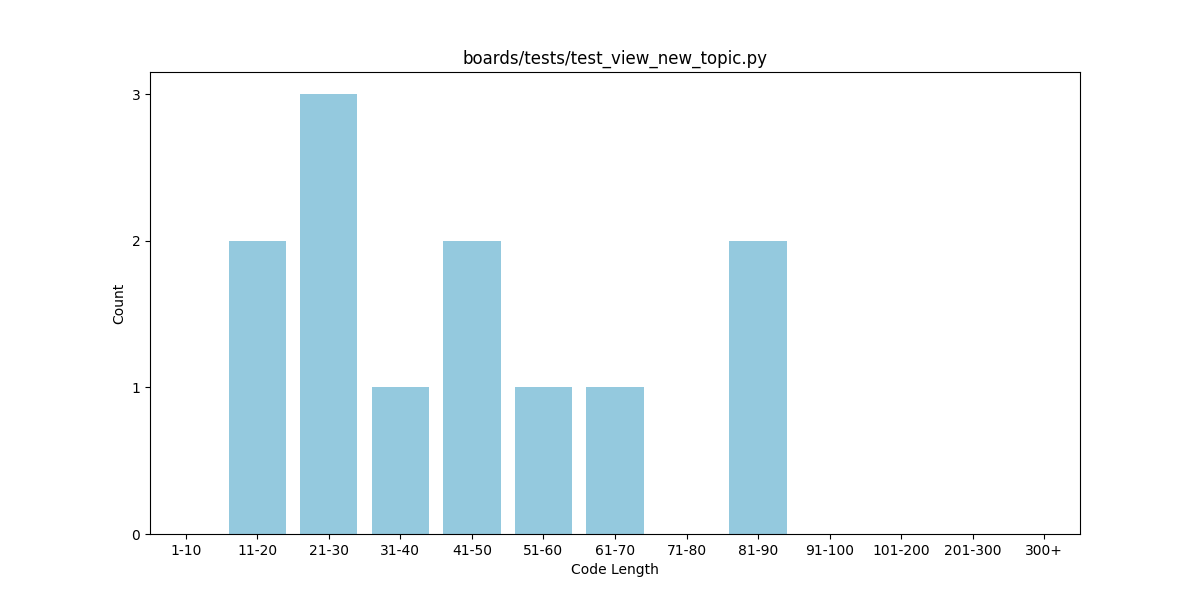 boards/tests/test_view_new_topic.py
Count
3
2
1
0
1-10 11-20 21-30 31-40 41-50 51-60 61-70 71-80 81-90 91-100 101-200 201-300 300+
Code Length